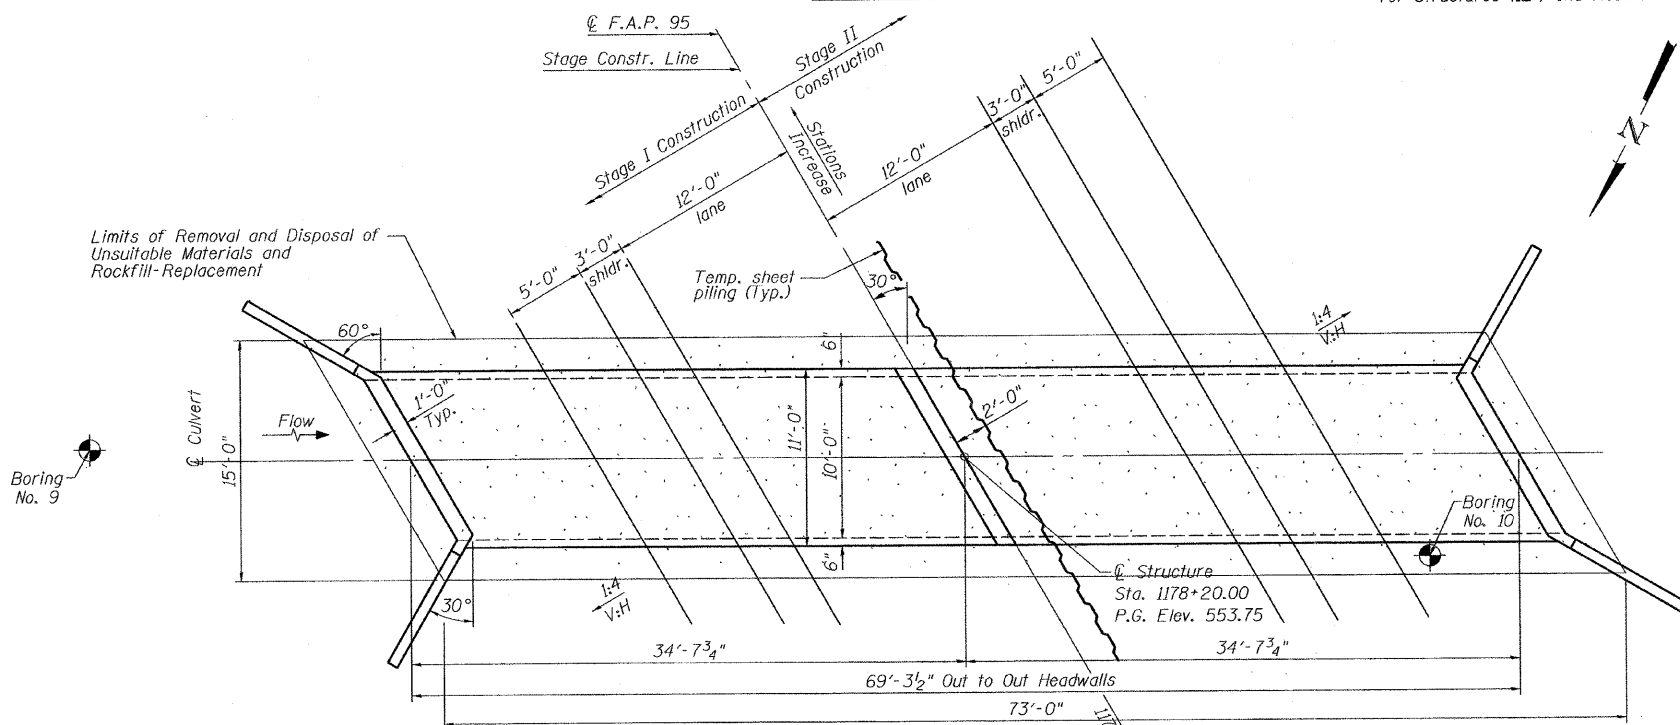 ℄ F.A.P. 95
Stage Constr. Line
Stage II
Construction
Stage I Construction
Stations
Increase
12'-0"
lane
3'-0"
shldr.
5'-0"
12'-0"
lane
3'-0"
shldr.
5'-0"
N
Limits of Removal and Disposal of
Unsuitable Materials and
Rockfill-Replacement
Temp. sheet
piling (Typ.)
30°
60°
1:4
V:H
6"
1'-0"
Typ.
2'-0"
℄ Culvert
15'-0"
Flow
11'-0"
10'-0"
Boring
No. 9
Boring
No. 10
6"
℄ Structure
Sta. 1178+20.00
P.G. Elev. 553.75
30°
1:4
V:H
34'-7¾"
34'-7¾"
69'-3½" Out to Out Headwalls
73'-0"